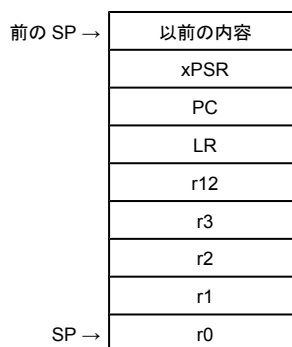 前の SP → 以前の内容
xPSR
PC
LR
r12
r3
r2
r1
SP → r0